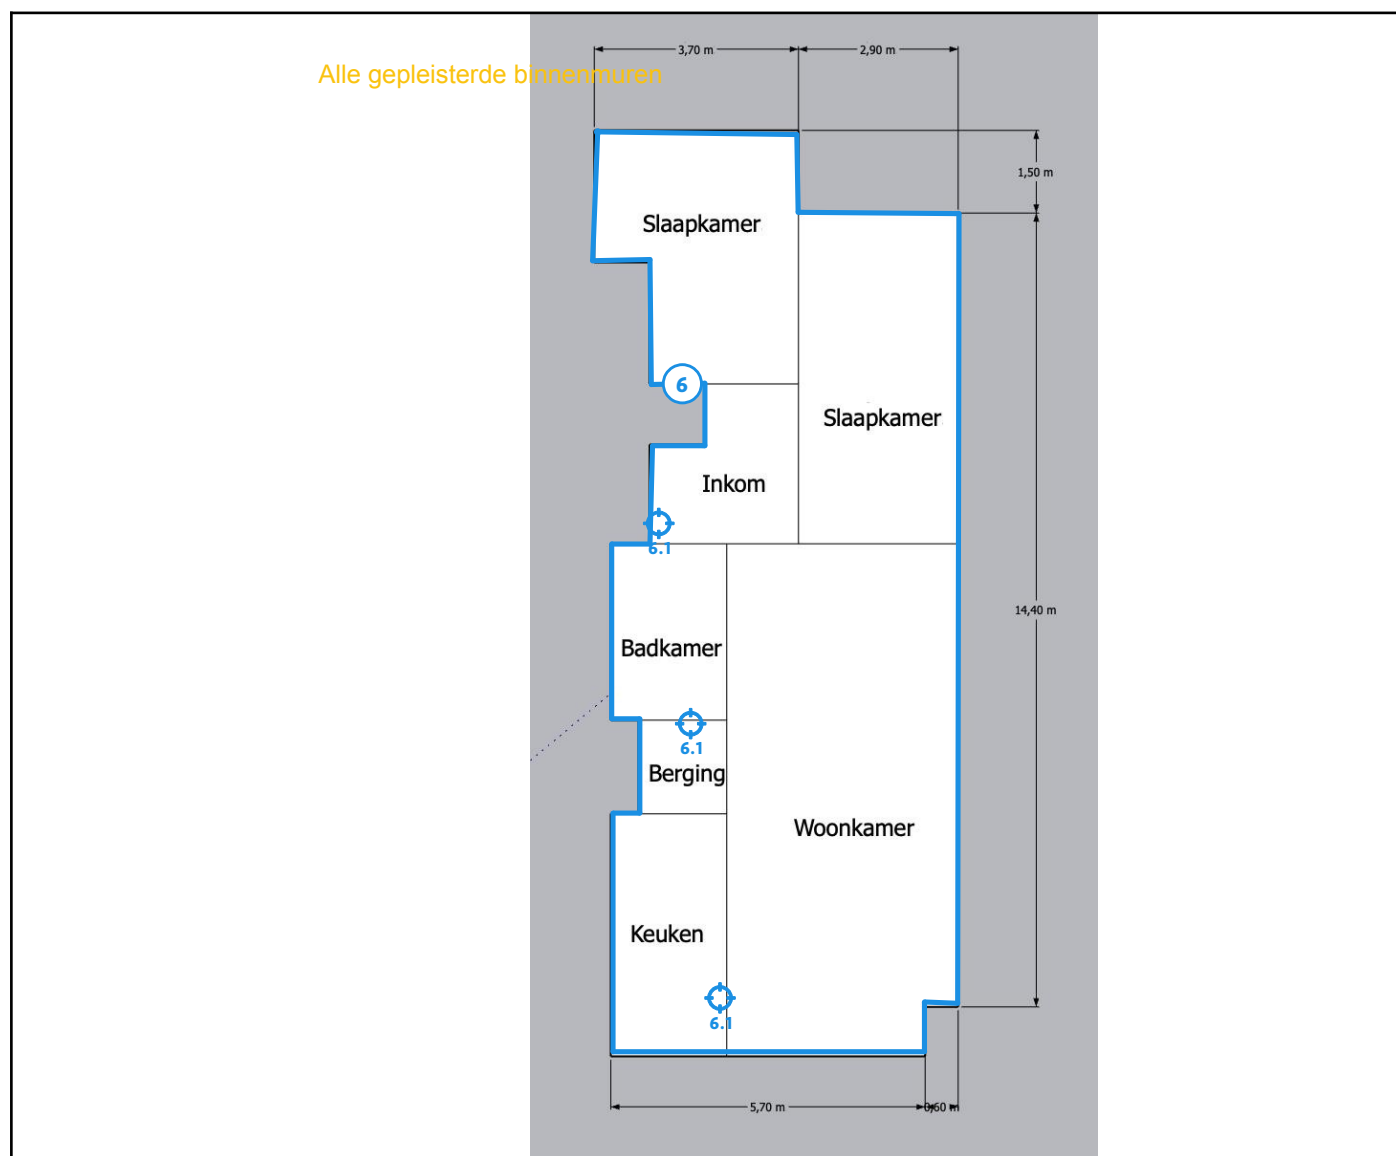 3,70 m
2,90 m
Alle gepleisterde binnenmuren
1,50 m
Slaapkamer
6
Slaapkamer
Inkom
6.1
14,40 m
Badkamer
6.1
Berging
Woonkamer
Keuken
6.1
5,70 m
0,60 m